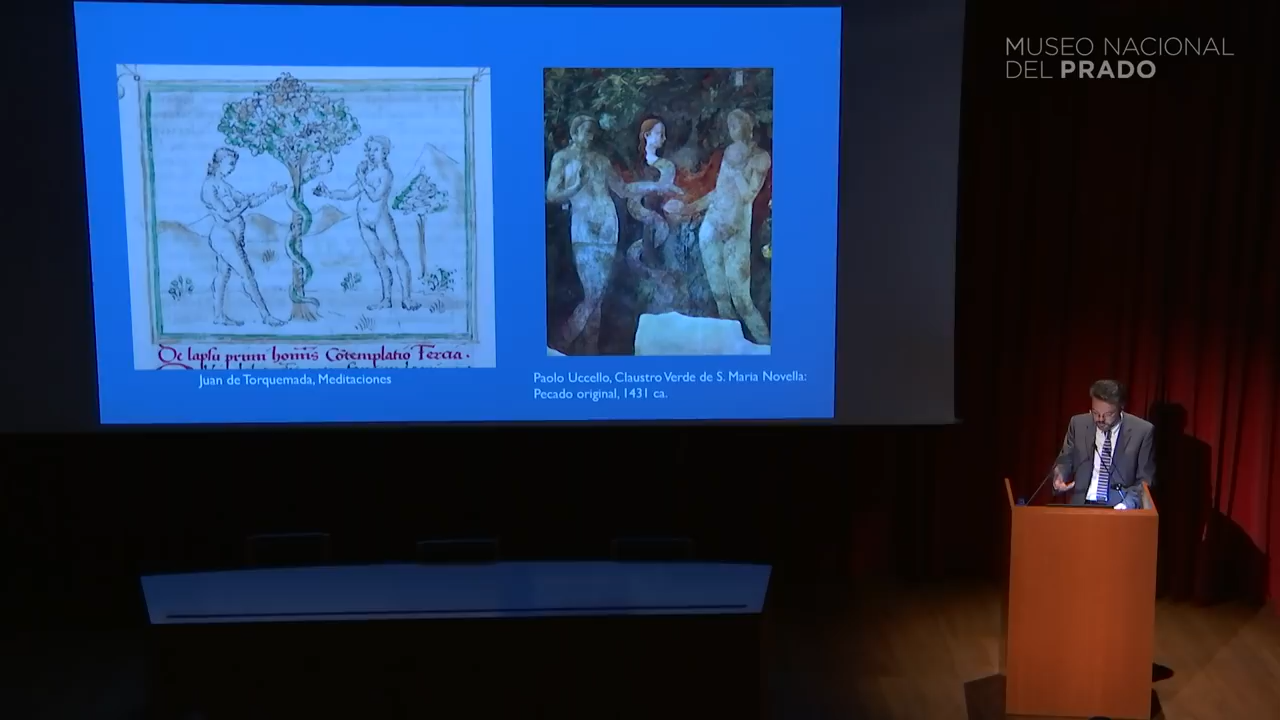 MUSEO NACIONAL
DEL PRADO
De lapsu primi hominis Cõtemplatio Tercia.
Juan de Torquemada, Meditaciones
Paolo Uccello, Claustro Verde de S. Maria Novella:
Pecado original, 1431 ca.